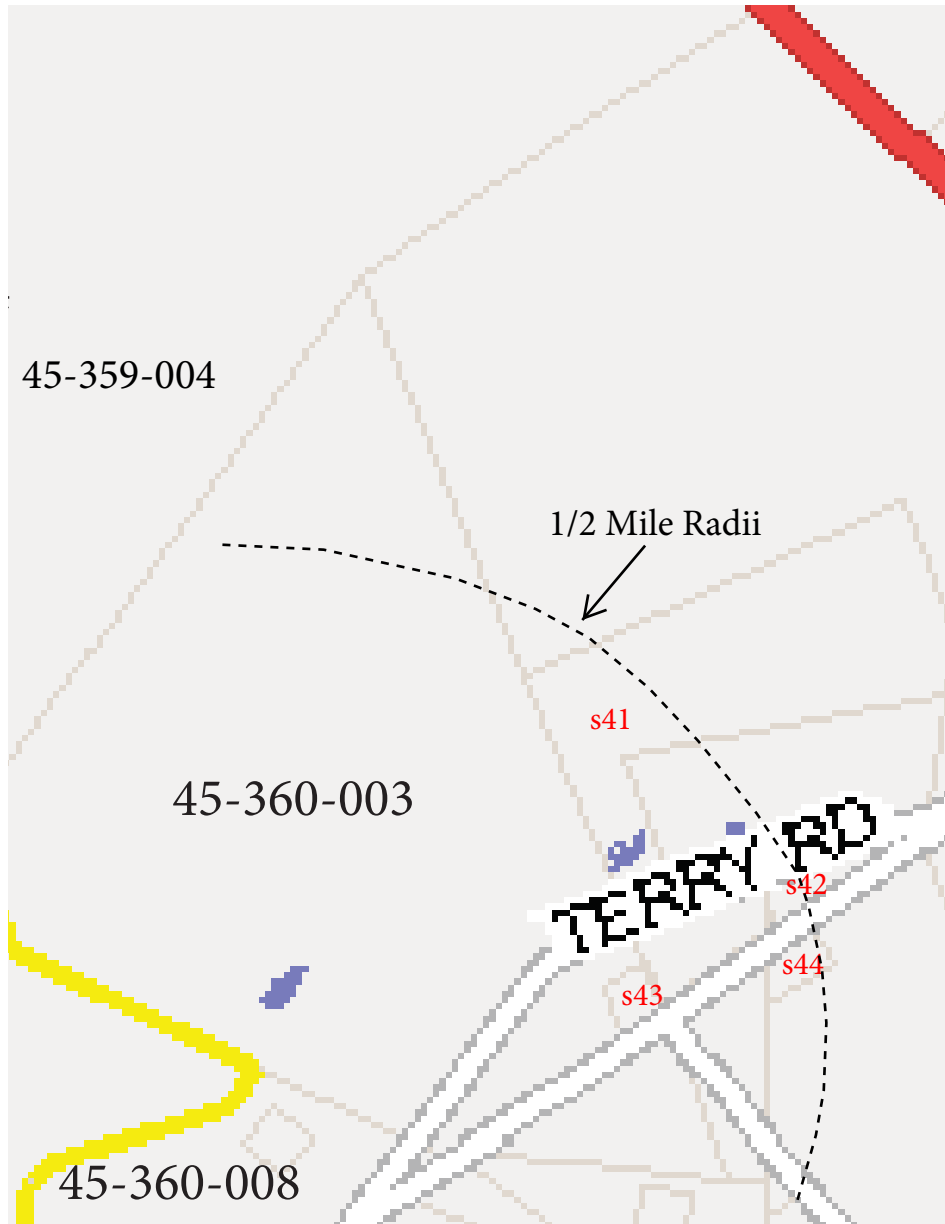 45-359-004
1/2 Mile Radii
s41
45-360-003
TERRY RD
s42
s44
s43
45-360-008